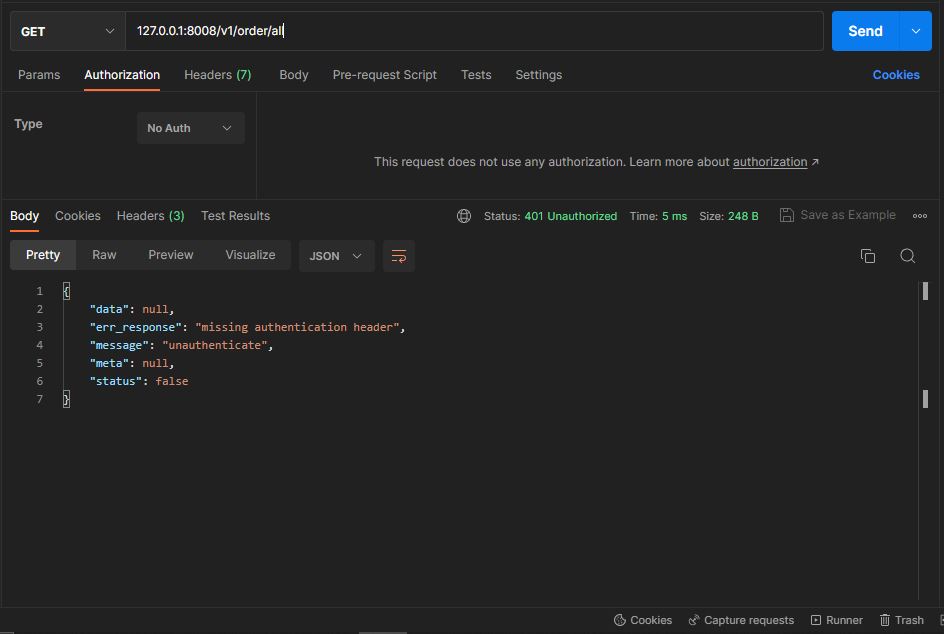 GET 127.0.0.1:8008/v1/order/all Send
Params Authorization Headers (7) Body Pre-request Script Tests Settings Cookies
Type No Auth
This request does not use any authorization. Learn more about authorization ↗
Body Cookies Headers (3) Test Results Status: 401 Unauthorized Time: 5 ms Size: 248 B Save as Example
Pretty Raw Preview Visualize JSON
1 {
2 "data": null,
3 "err_response": "missing authentication header",
4 "message": "unauthenticate",
5 "meta": null,
6 "status": false
7 }
Cookies Capture requests Runner Trash